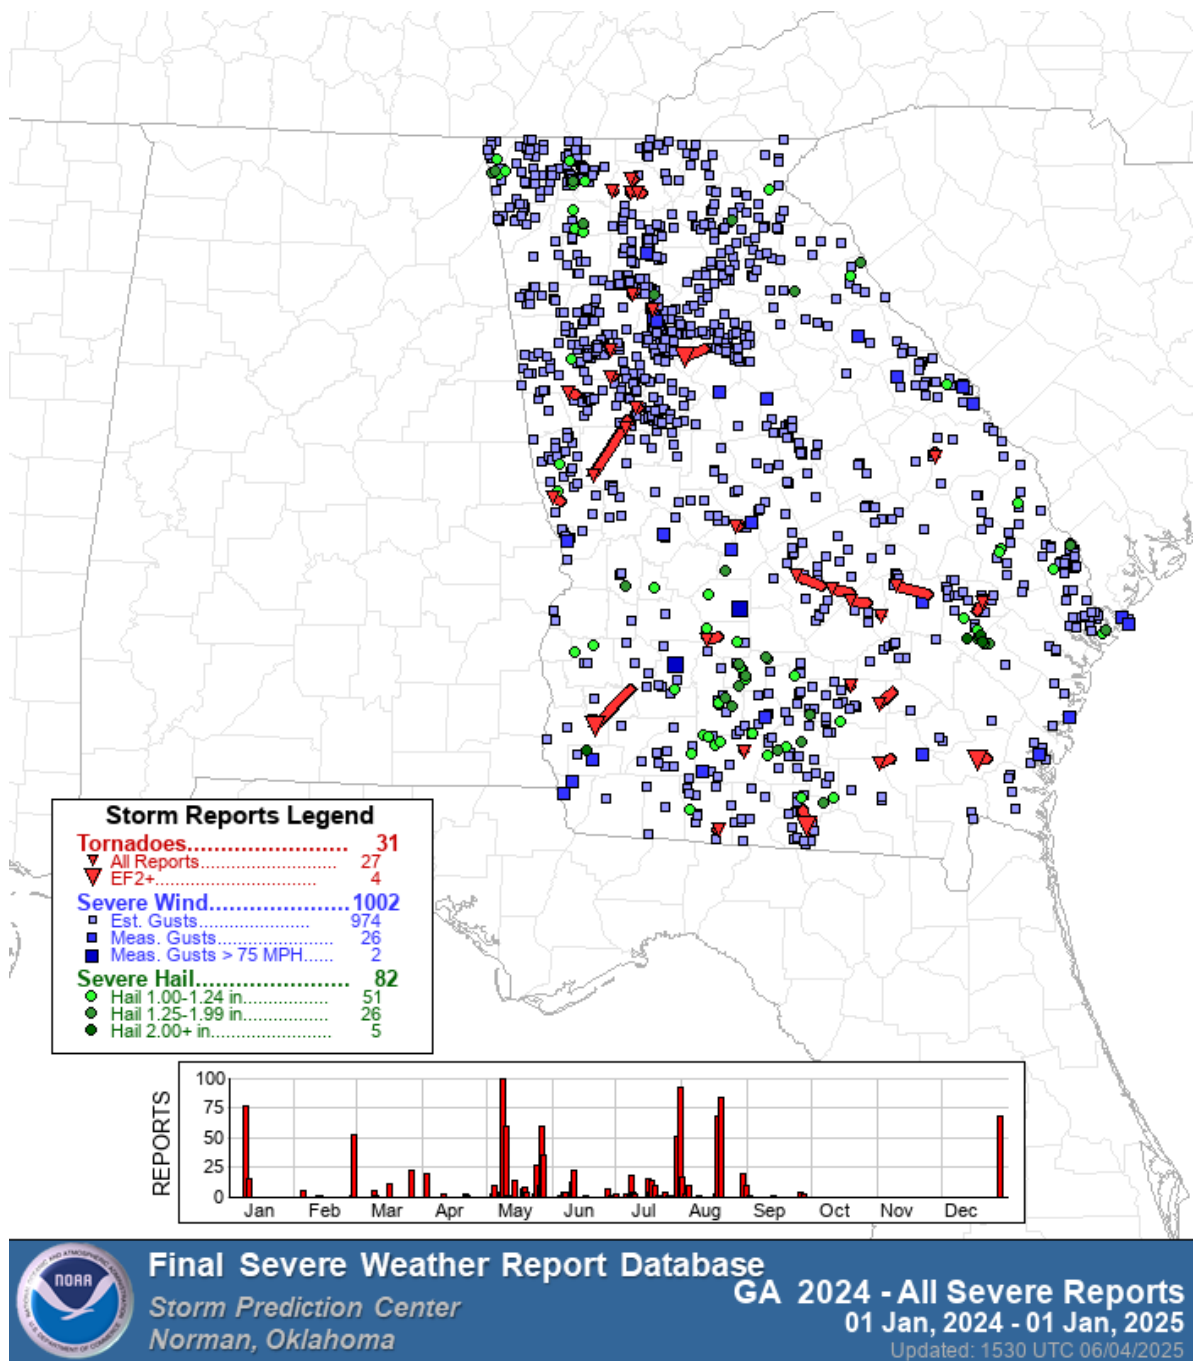 Storm Reports Legend
Tornadoes........................ 31
All Reports............................ 27
EF2+................................. 4
Severe Wind.....................1002
Est. Gusts....................... 974
Meas. Gusts........................ 26
Meas. Gusts > 75 MPH...... 2
Severe Hail....................... 82
Hail 1.00-1.24 in................. 51
Hail 1.25-1.99 in................. 26
Hail 2.00+ in........................ 5
REPORTS
100
75
50
25
0
Jan Feb Mar Apr May Jun Jul Aug Sep Oct Nov Dec
NOAA
Final Severe Weather Report Database
GA 2024 - All Severe Reports
Storm Prediction Center
01 Jan, 2024 - 01 Jan, 2025
Norman, Oklahoma
Updated: 1530 UTC 06/04/2025